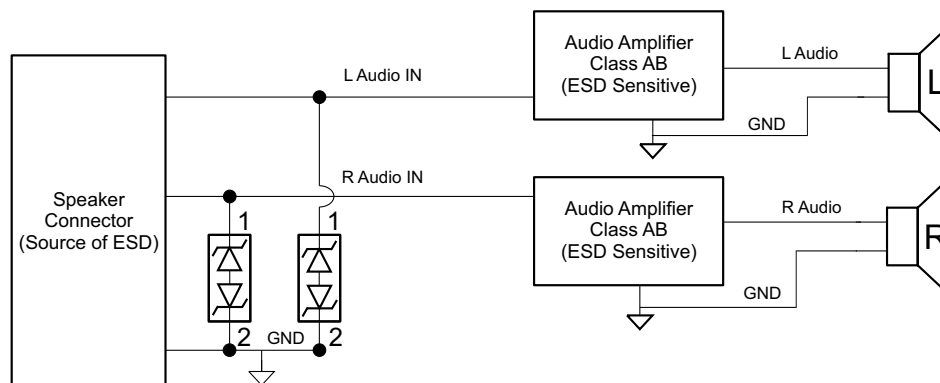 Speaker
Connector
(Source of ESD)
L Audio IN
R Audio IN
1
2
1
2
GND
Audio Amplifier
Class AB
(ESD Sensitive)
L Audio
GND
L
Audio Amplifier
Class AB
(ESD Sensitive)
R Audio
GND
R